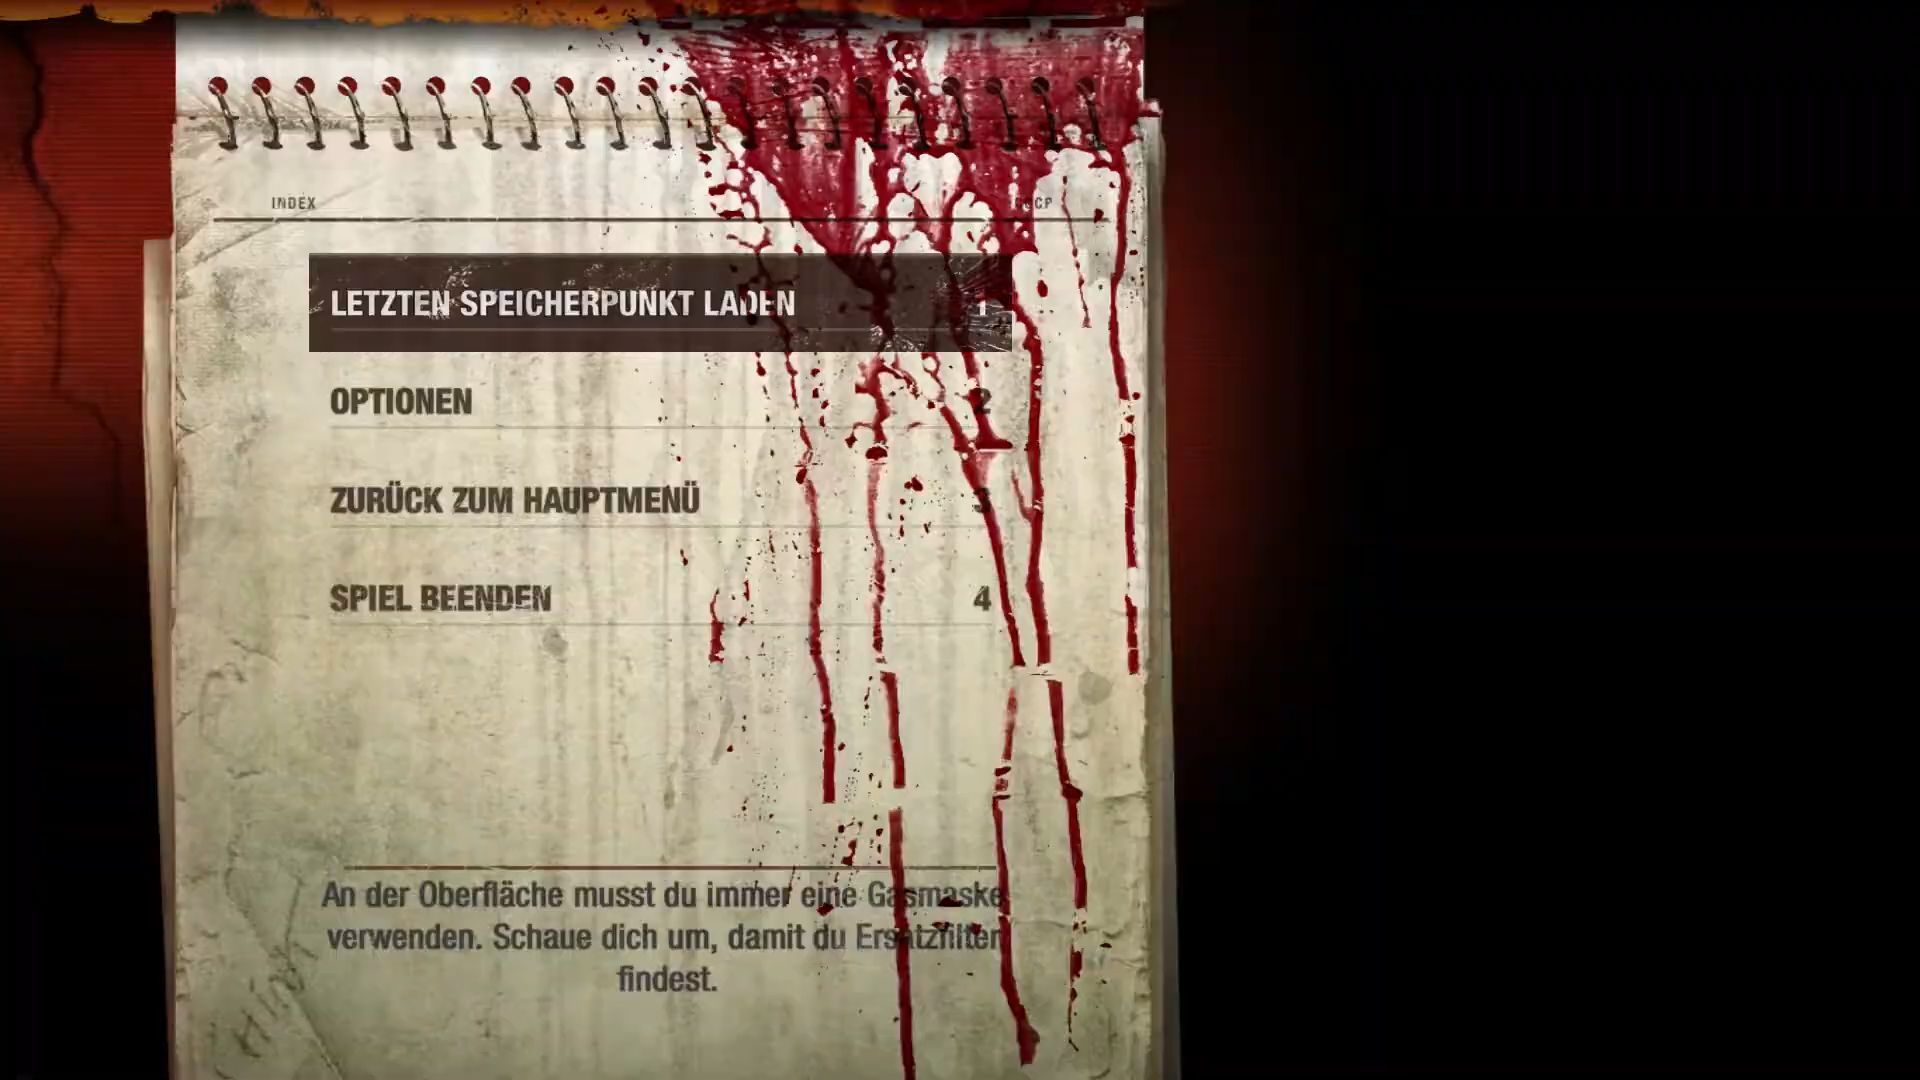 INDEX
LETZTEN SPEICHERPUNKT LADEN 1
OPTIONEN 2
ZURÜCK ZUM HAUPTMENÜ 3
SPIEL BEENDEN 4
An der Oberfläche musst du immer eine Gasmaske
verwenden. Schaue dich um, damit du Ersatzfilter
findest.